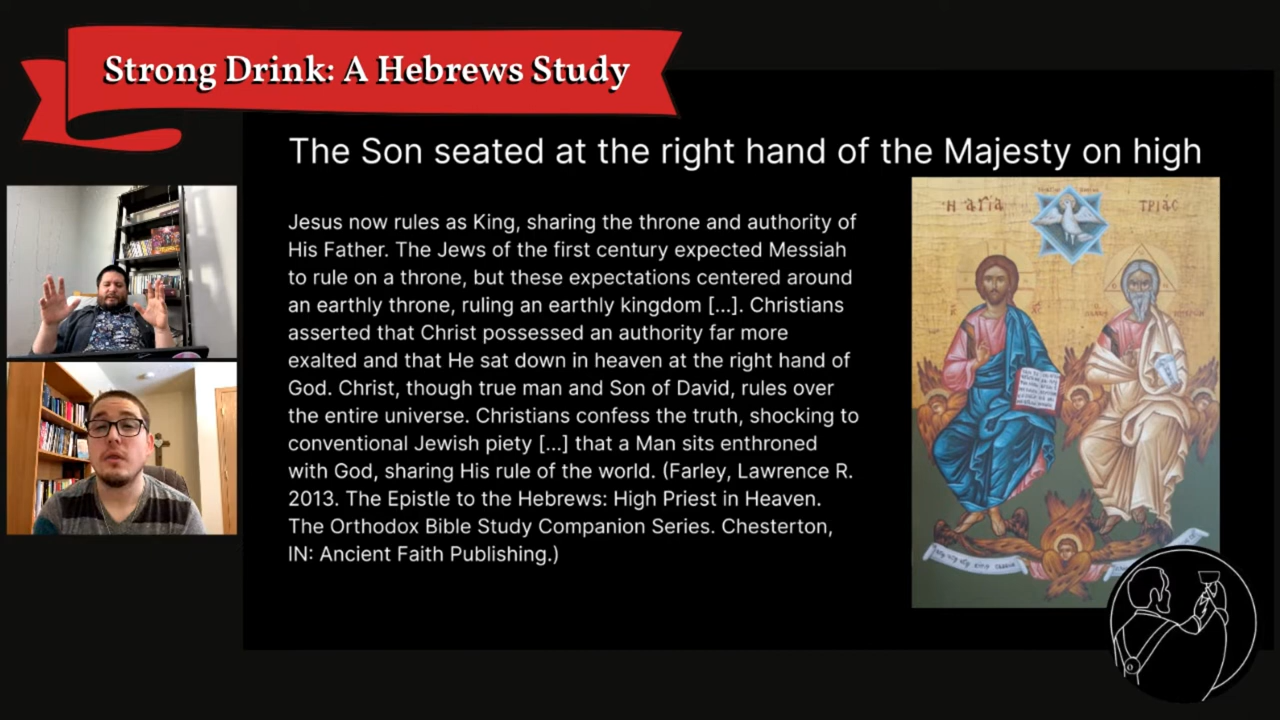 Strong Drink: A Hebrews Study
The Son seated at the right hand of the Majesty on high
Jesus now rules as King, sharing the throne and authority of
His Father. The Jews of the first century expected Messiah
to rule on a throne, but these expectations centered around
an earthly throne, ruling an earthly kingdom [...]. Christians
asserted that Christ possessed an authority far more
exalted and that He sat down in heaven at the right hand of
God. Christ, though true man and Son of David, rules over
the entire universe. Christians confess the truth, shocking to
conventional Jewish piety [...] that a Man sits enthroned
with God, sharing His rule of the world. (Farley, Lawrence R.
2013. The Epistle to the Hebrews: High Priest in Heaven.
The Orthodox Bible Study Companion Series. Chesterton,
IN: Ancient Faith Publishing.)
Ἡ ἁγία
ΤΡΙΆΣ